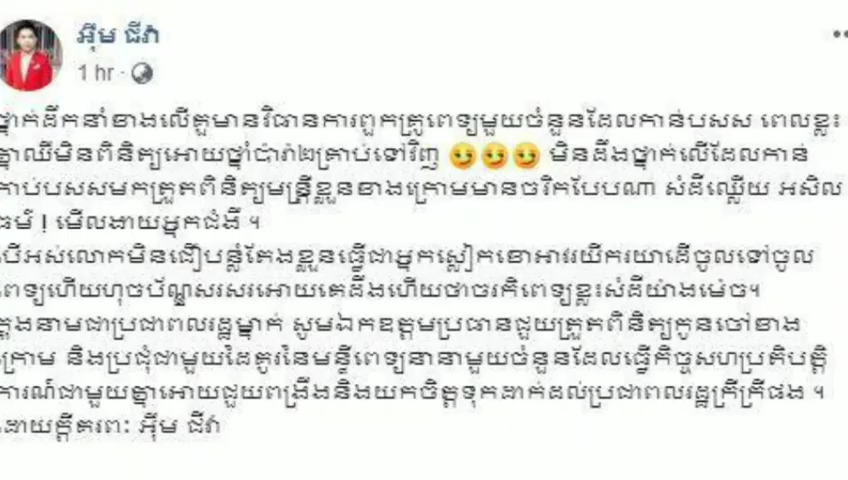 អ៊ឹម ជីវ៉ា
1 hr ·
ថ្នាក់ដឹកនាំខាងលើគួមានវិធានការពួកគ្រូពេទ្យមួយចំនួនដែលកាន់បសស ពេលខ្លះ
គ្នាឈឺមិនពិនិត្យអោយថ្នាំប៉ារ៉ា២គ្រាប់ទៅវិញ 😏😏😏 មិនដឹងថ្នាក់លើដែលកាន់
កាប់បសសមកត្រួតពិនិត្យមន្ត្រីខ្លួនខាងក្រោមមានចរិកបែបណា សំដីឈ្លើយ អសិល
ធម៌ ! មើលងាយអ្នកជំងឺ ។
បើអស់លោកមិនជឿបន្លំតែងខ្លួនធ្វើជាអ្នកស្លៀកខោអាវរយីករយាដើចូលទៅចូល
ពេទ្យហើយហុចប័ណ្ណសរសរអោយគេដឹងហើយថាចរកិពេទ្យខ្លះសំដីយ៉ាងម៉េច។
ក្នុងនាមជាប្រជាពលរដ្ឋម្នាក់ សូមឯកឧត្តមប្រធានជួយត្រួតពិនិត្យកូនចៅខាង
ក្រោម និងប្រជុំជាមួយដៃគូរនៃមន្ទីពេទ្យនានាមួយចំនួនដែលធ្វើកិច្ចសហប្រតិបត្តិ
ការណ៍ជាមួយគ្នាអោយជួយពង្រឹងនិងយកចិត្តទុកដាក់ដល់ប្រជាពលរដ្ឋក្រីក្រីផង ។
ដោយក្ដីគរពៈ អ៊ឹម ជីវ៉ា